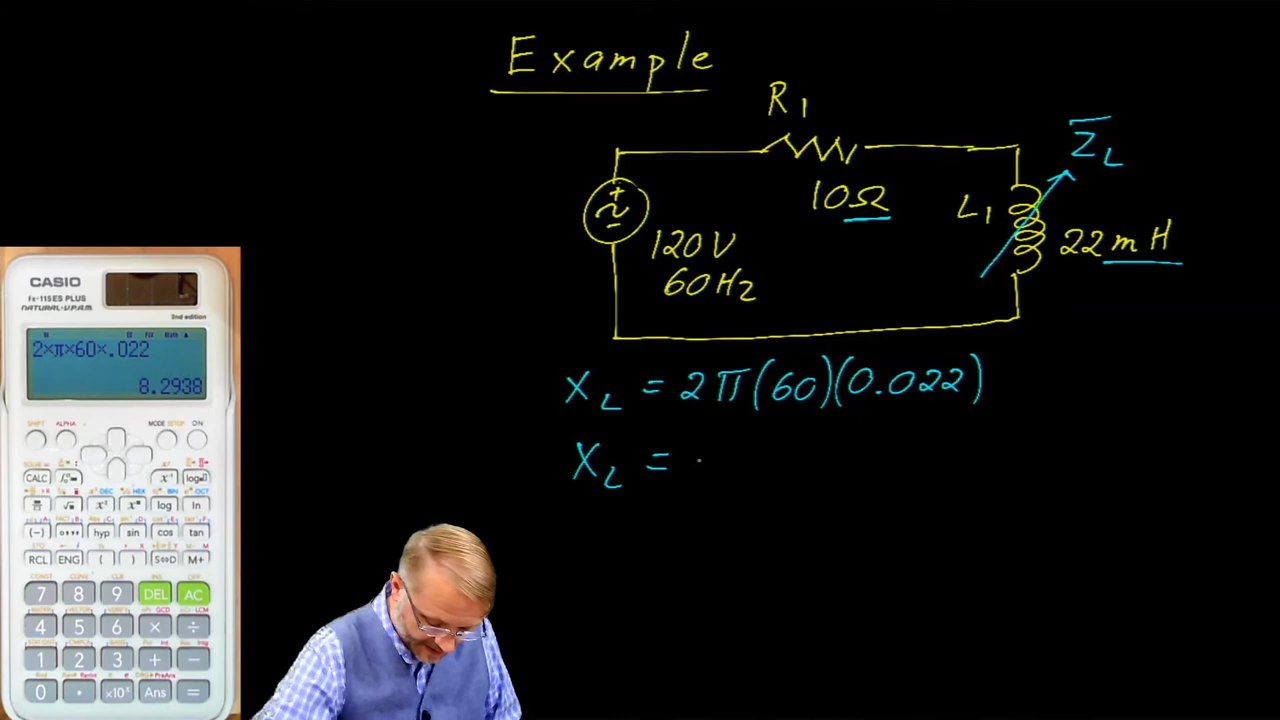 Example
R1
Z̅L
10Ω
L1
22mH
120V
60Hz
+
~
−
XL = 2π(60)(0.022)
XL =
CASIO
fx-115ES PLUS
NATURAL-V.P.A.M.
2nd edition
2×π×60×.022
8.2938
SHIFT ALPHA MODE SETUP ON
CALC
log ln
(−) hyp sin cos tan
RCL ENG ( ) S⇔D M+
7 8 9 DEL AC
4 5 6 × ÷
1 2 3 + −
0 . ×10x Ans =